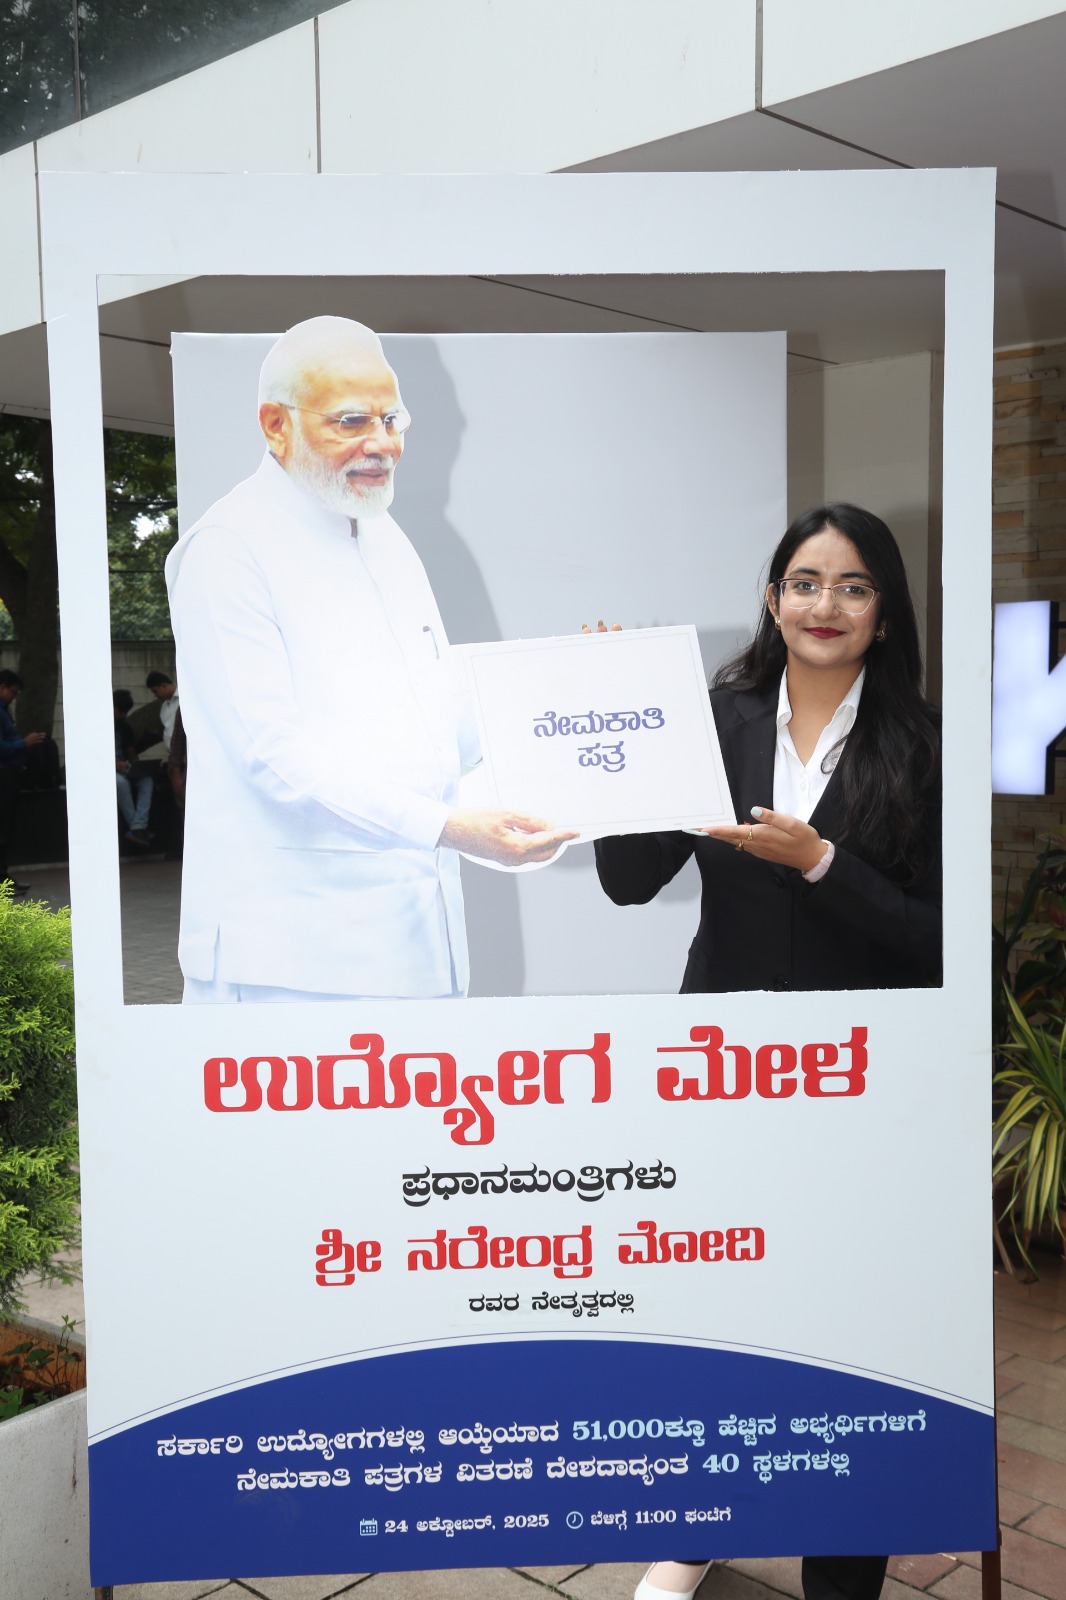 ನೇಮಕಾತಿ
ಪತ್ರ
ಉದ್ಯೋಗ ಮೇಳ
ಪ್ರಧಾನಮಂತ್ರಿಗಳು
ಶ್ರೀ ನರೇಂದ್ರ ಮೋದಿ
ರವರ ನೇತೃತ್ವದಲ್ಲಿ
ಸರ್ಕಾರಿ ಉದ್ಯೋಗಗಳಲ್ಲಿ ಆಯ್ಕೆಯಾದ 51,000ಕ್ಕೂ ಹೆಚ್ಚಿನ ಅಭ್ಯರ್ಥಿಗಳಿಗೆ
ನೇಮಕಾತಿ ಪತ್ರಗಳ ವಿತರಣೆ ದೇಶದಾದ್ಯಂತ 40 ಸ್ಥಳಗಳಲ್ಲಿ
24 ಅಕ್ಟೋಬರ್, 2025 ಬೆಳಿಗ್ಗೆ 11:00 ಘಂಟೆಗೆ